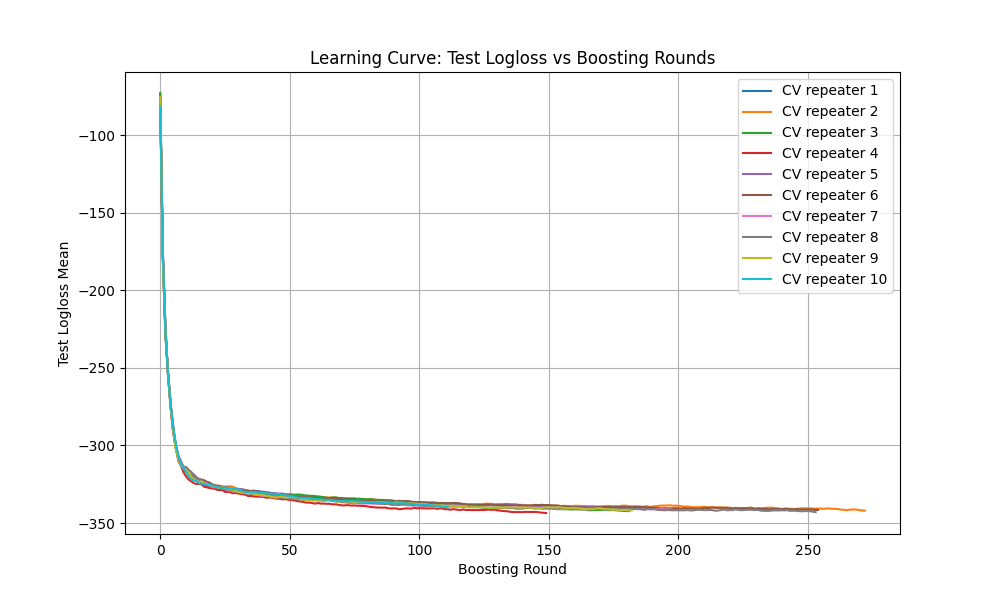 Learning Curve: Test Logloss vs Boosting Rounds
CV repeater 1
CV repeater 2
CV repeater 3
CV repeater 4
CV repeater 5
CV repeater 6
CV repeater 7
CV repeater 8
CV repeater 9
CV repeater 10
Test Logloss Mean
−100
−150
−200
−250
−300
−350
0 50 100 150 200 250
Boosting Round